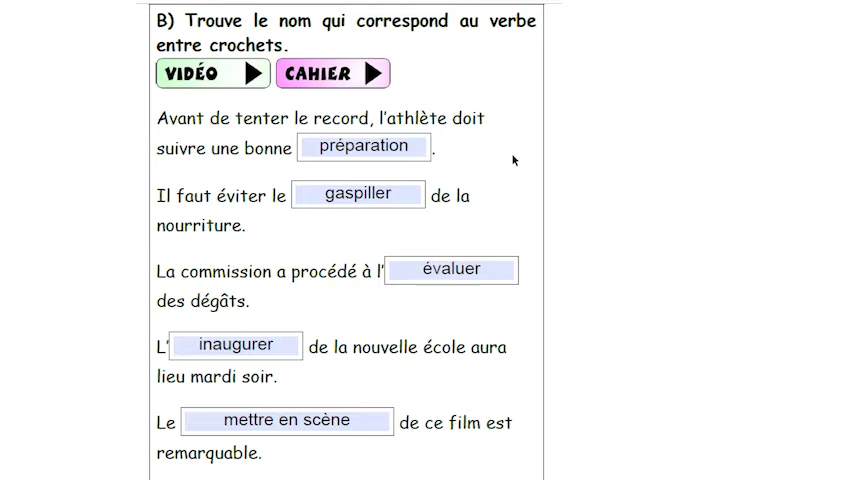 B) Trouve le nom qui correspond au verbe
entre crochets.
VIDÉO CAHIER
Avant de tenter le record, l'athlète doit
suivre une bonne préparation.
Il faut éviter le gaspiller de la
nourriture.
La commission a procédé à l'évaluer
des dégâts.
L'inaugurer de la nouvelle école aura
lieu mardi soir.
Le mettre en scène de ce film est
remarquable.